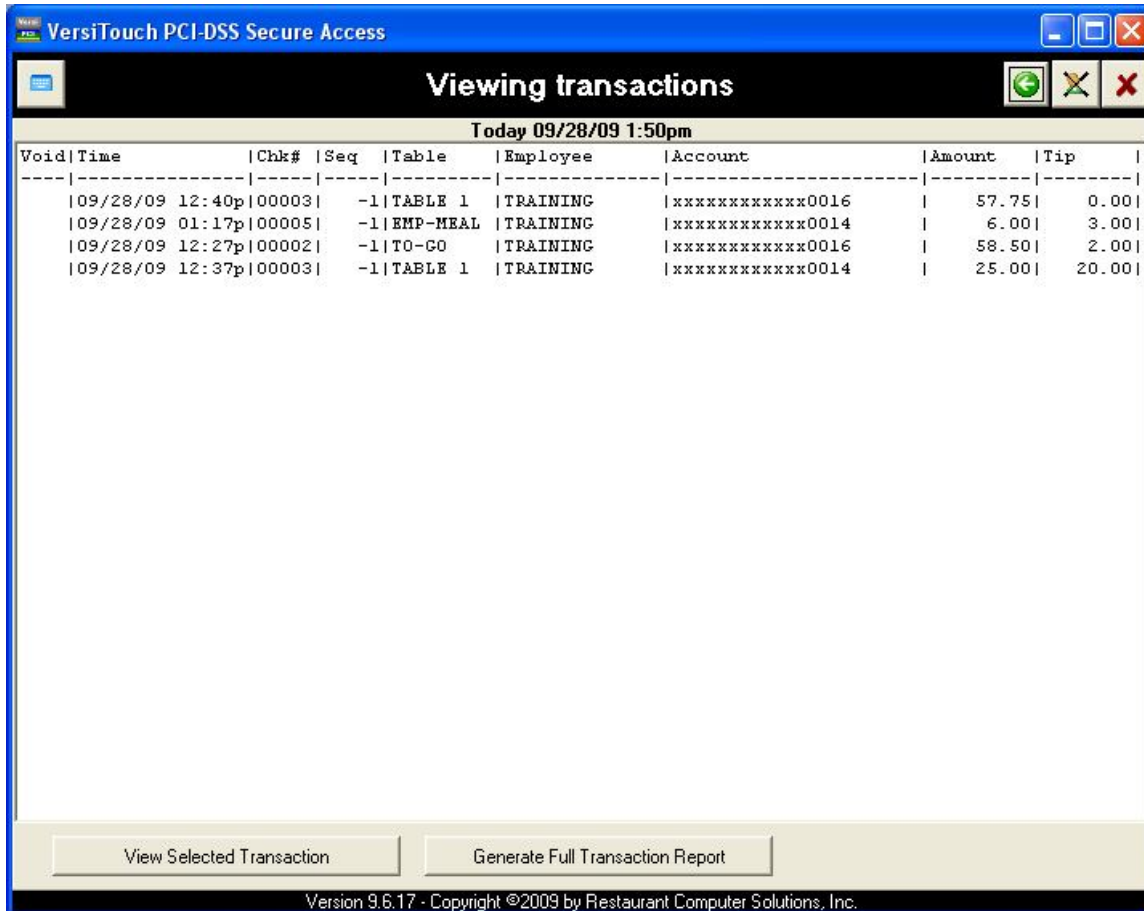 VersiTouch PCI-DSS Secure Access
Viewing transactions
Today 09/28/09 1:50pm
Void|Time |Chk# |Seq |Table |Employee |Account |Amount |Tip |
----|---------------|-----|-----|---------|--------------|----------------------|---------|--------|
|09/28/09 12:40p|00003| -1|TABLE 1 |TRAINING |xxxxxxxxxxxx0016 | 57.75| 0.00|
|09/28/09 01:17p|00005| -1|EMP-MEAL |TRAINING |xxxxxxxxxxxx0014 | 6.00| 3.00|
|09/28/09 12:27p|00002| -1|TO-GO |TRAINING |xxxxxxxxxxxx0016 | 58.50| 2.00|
|09/28/09 12:37p|00003| -1|TABLE 1 |TRAINING |xxxxxxxxxxxx0014 | 25.00| 20.00|
View Selected Transaction Generate Full Transaction Report
Version 9.6.17 - Copyright ©2009 by Restaurant Computer Solutions, Inc.